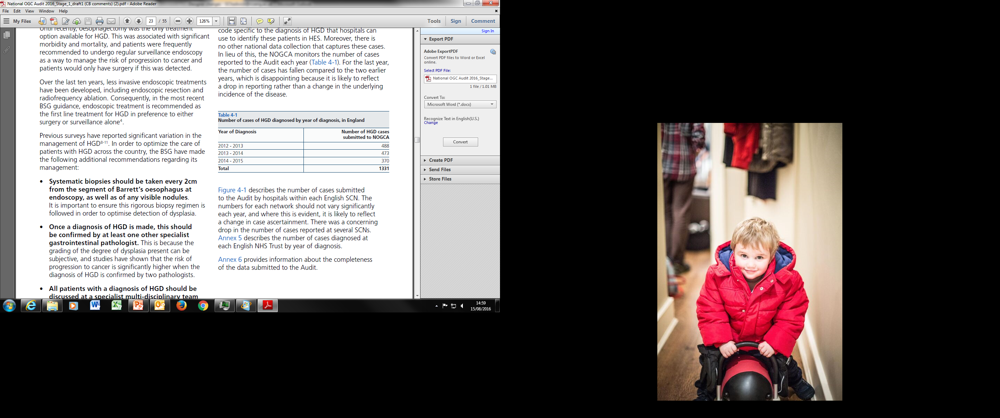 National OGC Audit 2016_Stage_1_draft1 (CB comments) (2).pdf - Adobe Reader
File Edit View Window Help
My Files 23 / 55 126% Tools Sign Comment
Until recently, oesophagectomy was the only treatment
option available for HGD. This was associated with significant
morbidity and mortality, and patients were frequently
recommended to undergo regular surveillance endoscopy
as a way to manage the risk of progression to cancer and
patients would only have surgery if this was detected.
Over the last ten years, less invasive endoscopic treatments
have been developed, including endoscopic resection and
radiofrequency ablation. Consequently, in the most recent
BSG guidance, endoscopic treatment is recommended as
the first line treatment for HGD in preference to either
surgery or surveillance alone4.
Previous surveys have reported significant variation in the
management of HGD8-11. In order to optimize the care of
patients with HGD across the country, the BSG have made
the following additional recommendations regarding its
management:
• Systematic biopsies should be taken every 2cm
from the segment of Barrett's oesophagus at
endoscopy, as well as of any visible nodules.
It is important to ensure this rigorous biopsy regimen is
followed in order to optimise detection of dysplasia.
• Once a diagnosis of HGD is made, this should
be confirmed by at least one other specialist
gastrointestinal pathologist. This is because the
grading of the degree of dysplasia present can be
subjective, and studies have shown that the risk of
progression to cancer is significantly higher when the
diagnosis of HGD is confirmed by two pathologists.
• All patients with a diagnosis of HGD should be
discussed at a specialist multi-disciplinary team
code specific to the diagnosis of HGD that hospitals can
use to identify these patients in HES. Moreover, there is
no other national data collection that captures these cases.
In lieu of this, the NOGCA monitors the number of cases
reported to the Audit each year (Table 4-1). For the last year,
the number of cases has fallen compared to the two earlier
years, which is disappointing because it is likely to reflect
a drop in reporting rather than a change in the underlying
incidence of the disease.
Table 4-1
Number of cases of HGD diagnosed by year of diagnosis, in England
Year of Diagnosis Number of HGD cases
submitted to NOGCA
2012 - 2013 488
2013 - 2014 473
2014 - 2015 370
Total 1331
Figure 4-1 describes the number of cases submitted
to the Audit by hospitals within each English SCN. The
numbers for each network should not vary significantly
each year, and where this is evident, it is likely to reflect
a change in case ascertainment. There was a concerning
drop in the number of cases reported at several SCNs.
Annex 5 describes the number of cases diagnosed at
each English NHS Trust by year of diagnosis.
Annex 6 provides information about the completeness
of the data submitted to the Audit.
Sign In
Export PDF
Adobe ExportPDF
Convert PDF files to Word or Excel
online.
Select PDF File:
National OGC Audit 2016_Stage...
1 file / 1.01 MB
Convert To:
Microsoft Word (*.docx)
Recognize Text in English(U.S.)
Change
Convert
Create PDF
Send Files
Store Files
14:59
15/08/2016